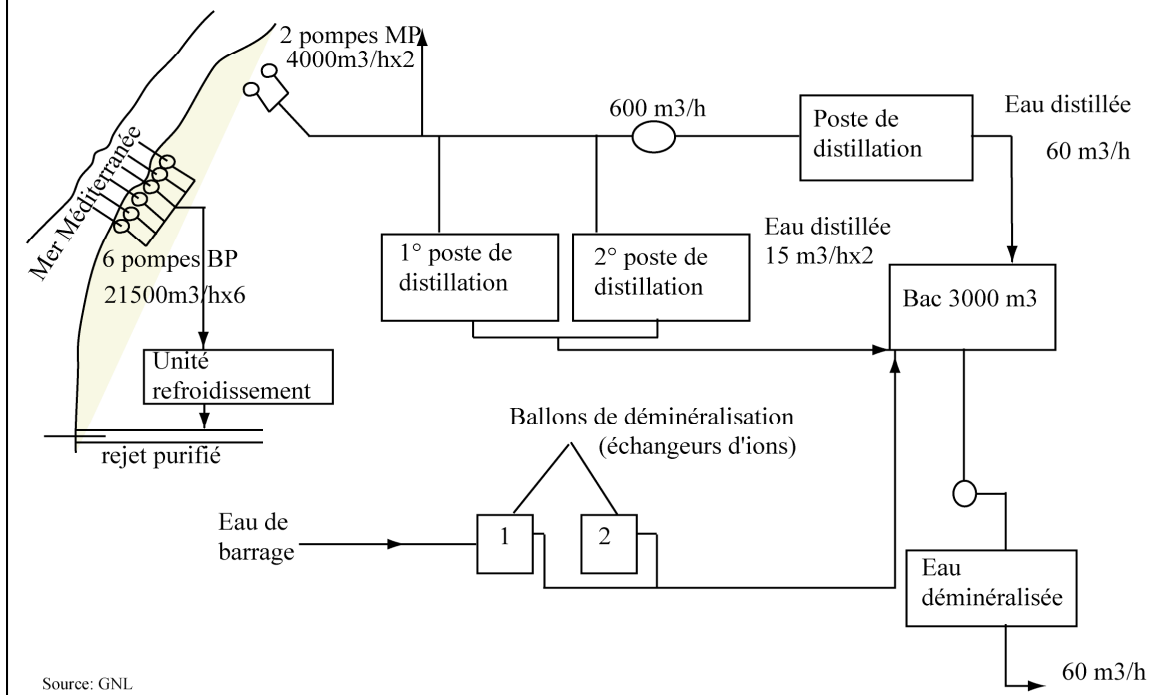 2 pompes MP
4000m3/hx2
600 m3/h
Poste de
distillation
Eau distillée
60 m3/h
Mer Méditerranée
1° poste de
distillation
2° poste de
distillation
Eau distillée
15 m3/hx2
6 pompes BP
21500m3/hx6
Bac 3000 m3
Unité
refroidissement
rejet purifié
Ballons de déminéralisation
(échangeurs d'ions)
Eau de
barrage
1
2
Eau
déminéralisée
60 m3/h
Source: GNL